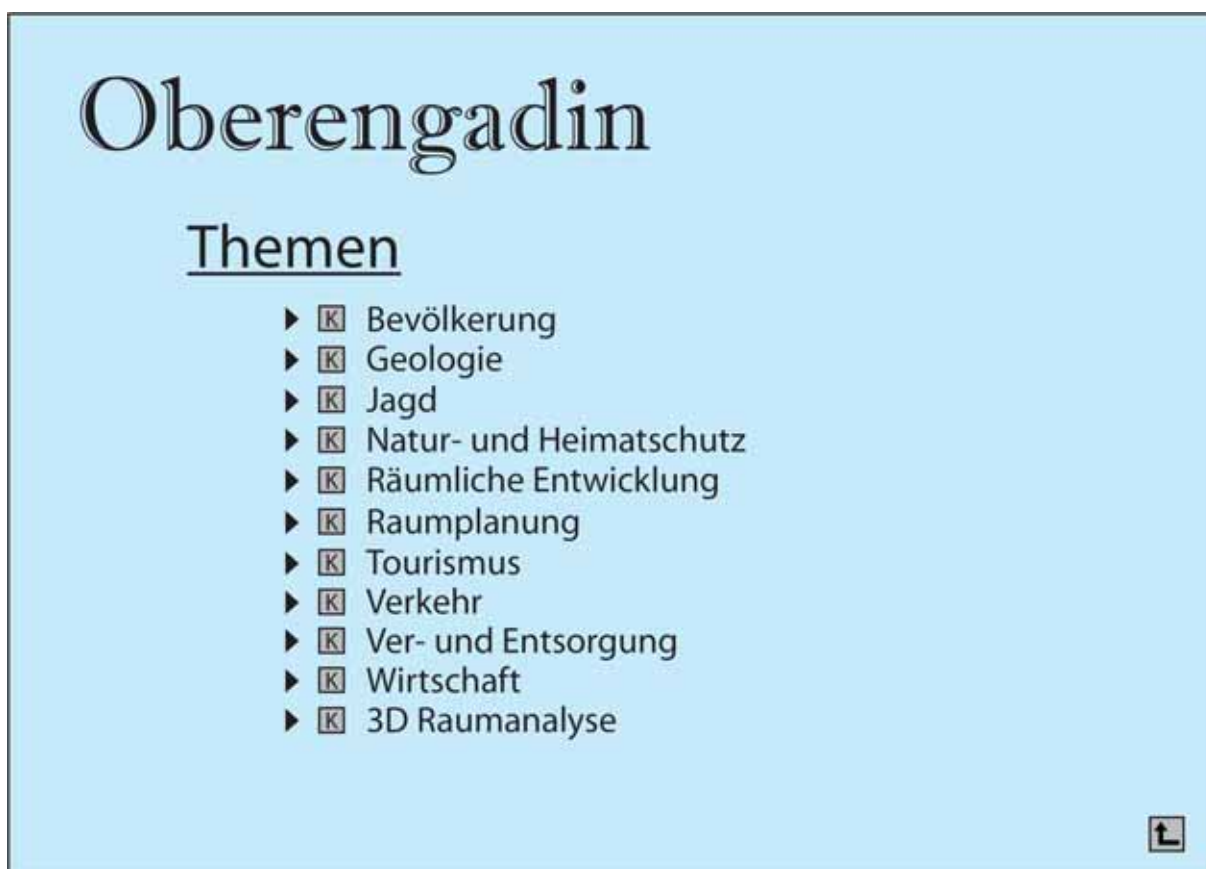 Oberengadin
Themen
K Bevölkerung
K Geologie
K Jagd
K Natur- und Heimatschutz
K Räumliche Entwicklung
K Raumplanung
K Tourismus
K Verkehr
K Ver- und Entsorgung
K Wirtschaft
K 3D Raumanalyse